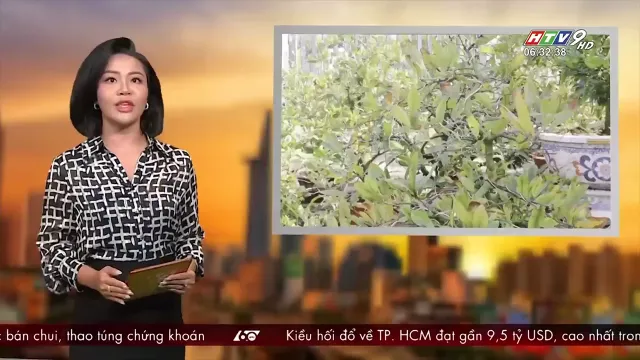 HTV9 HD
06:32:38
c bán chui, thao túng chứng khoán 60 Kiều hối đổ về TP. HCM đạt gần 9,5 tỷ USD, cao nhất tron